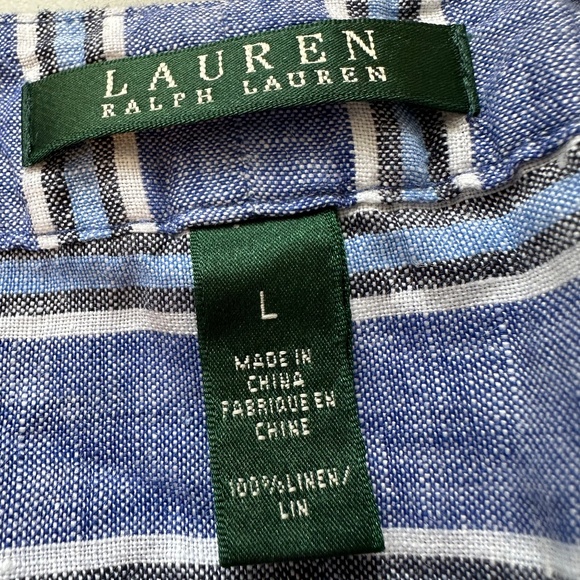 LAUREN
RALPH LAUREN
L
MADE IN
CHINA
FABRIQUE EN
CHINE
100%LINEN/
LIN